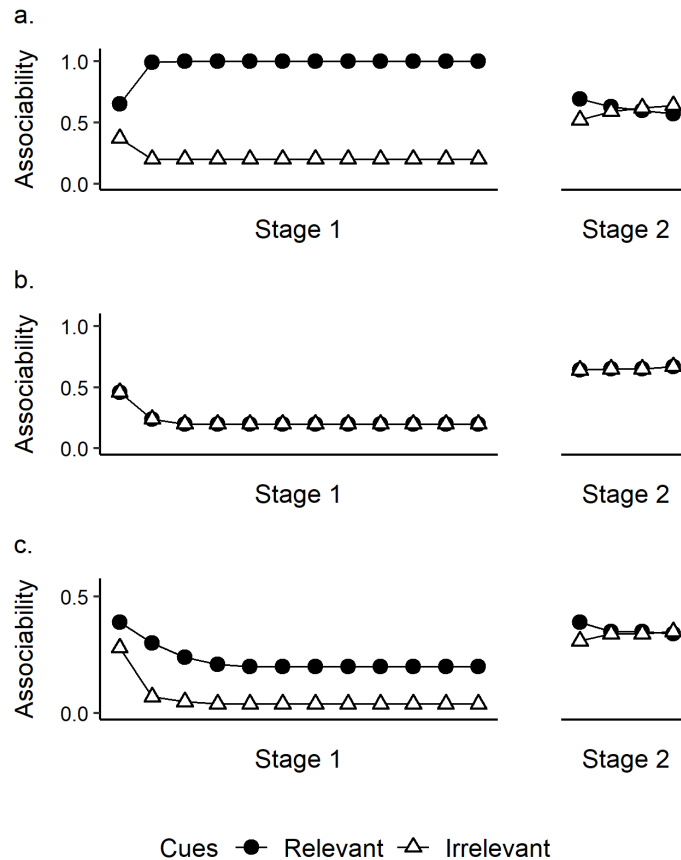 a.
Associability
1.0
0.5
0.0
Stage 1
Stage 2
b.
Associability
1.0
0.5
0.0
Stage 1
Stage 2
c.
Associability
0.5
0.0
Stage 1
Stage 2
Cues Relevant Irrelevant